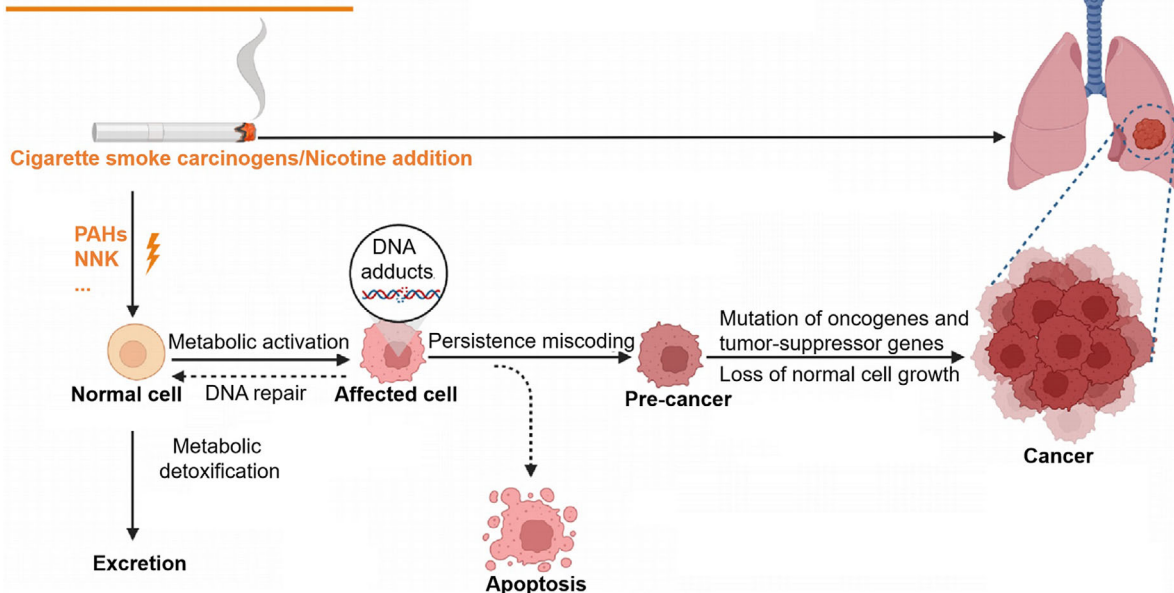 Cigarette smoke carcinogens/Nicotine addition
PAHs
NNK
...
DNA
adducts
Metabolic activation
DNA repair
Normal cell
Affected cell
Persistence miscoding
Pre-cancer
Mutation of oncogenes and
tumor-suppressor genes
Loss of normal cell growth
Cancer
Metabolic
detoxification
Excretion
Apoptosis